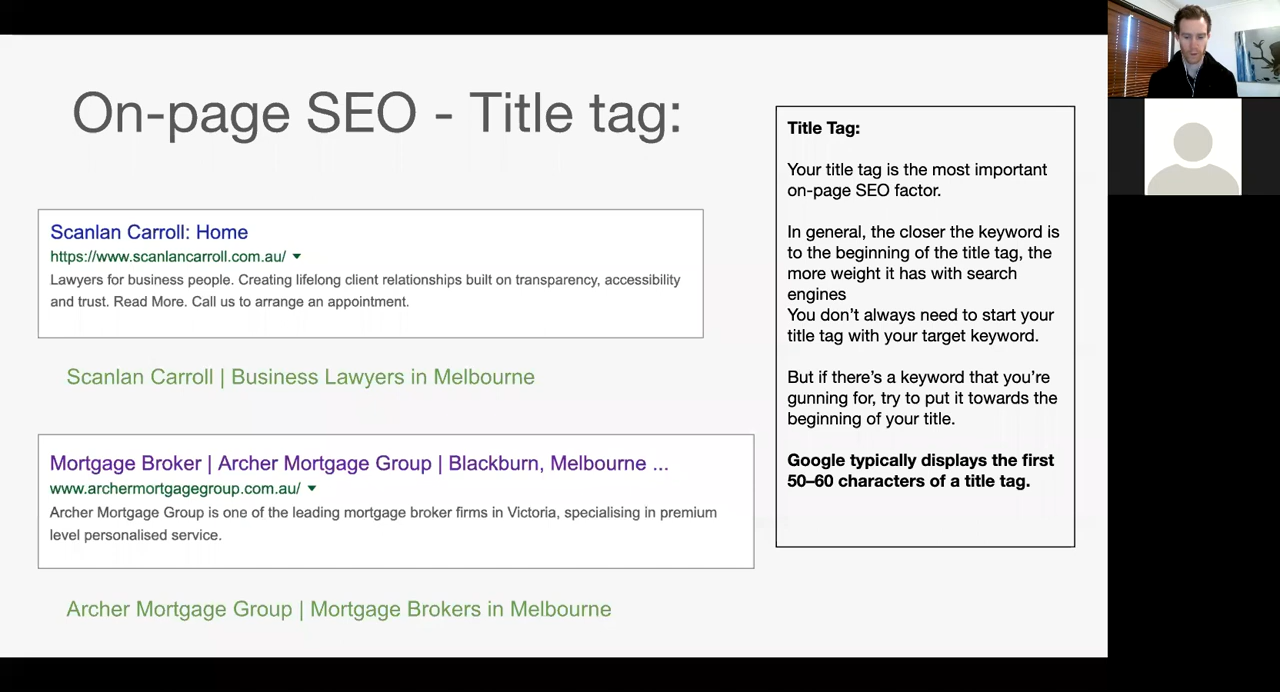 On-page SEO - Title tag:
Scanlan Carroll: Home
https://www.scanlancarroll.com.au/
Lawyers for business people. Creating lifelong client relationships built on transparency, accessibility
and trust. Read More. Call us to arrange an appointment.
Scanlan Carroll | Business Lawyers in Melbourne
Mortgage Broker | Archer Mortgage Group | Blackburn, Melbourne ...
www.archermortgagegroup.com.au/
Archer Mortgage Group is one of the leading mortgage broker firms in Victoria, specialising in premium
level personalised service.
Archer Mortgage Group | Mortgage Brokers in Melbourne
Title Tag:
Your title tag is the most important
on-page SEO factor.
In general, the closer the keyword is
to the beginning of the title tag, the
more weight it has with search
engines
You don’t always need to start your
title tag with your target keyword.
But if there’s a keyword that you’re
gunning for, try to put it towards the
beginning of your title.
Google typically displays the first
50–60 characters of a title tag.